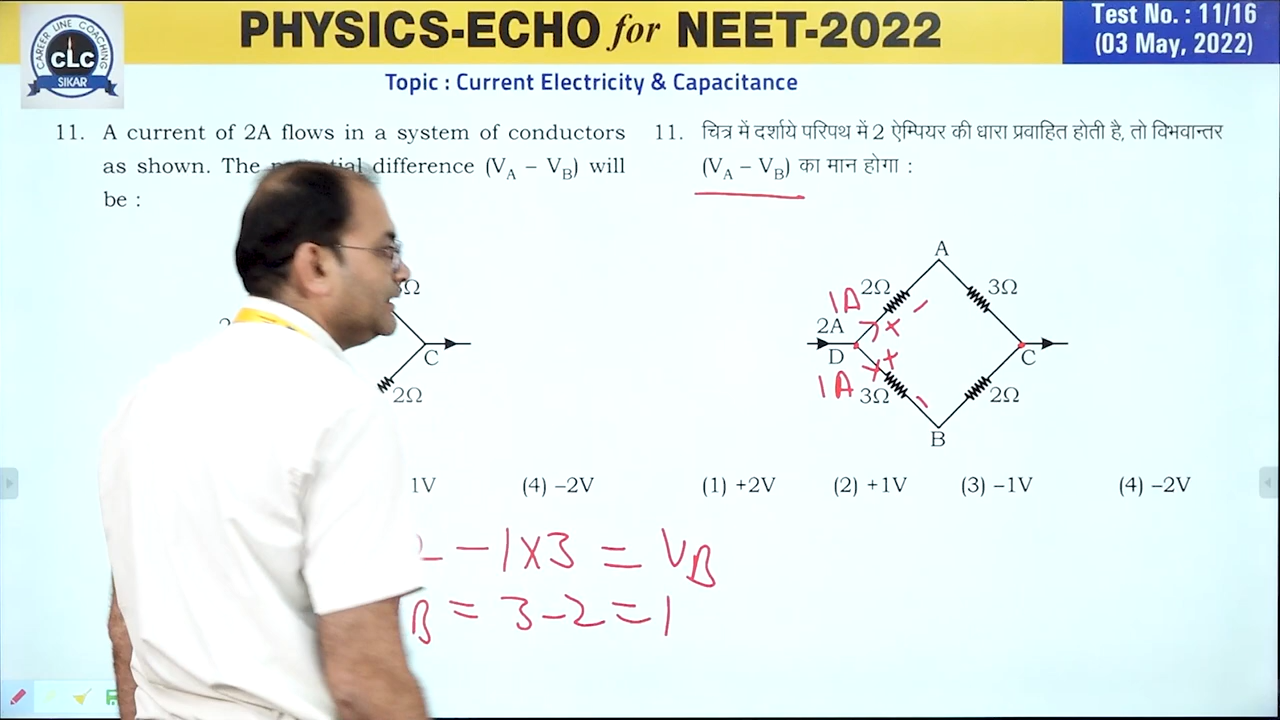 PHYSICS-ECHO for NEET-2022
Test No. : 11/16
(03 May, 2022)
CAREER LINE COACHING
CLC
SIKAR
Topic : Current Electricity & Capacitance
11. A current of 2A flows in a system of conductors
as shown. The difference (VA – VB) will
be :
3Ω
C
2Ω
1V (4) –2V
11. चित्र में दर्शाये परिपथ में 2 ऐम्पियर की धारा प्रवाहित होती है, तो विभवान्तर
(VA – VB) का मान होगा :
A
1A 2Ω 3Ω
2A
D C
1A 3Ω 2Ω
B
(1) +2V (2) +1V (3) –1V (4) –2V
– 1×3 = VB
B = 3–2 = 1